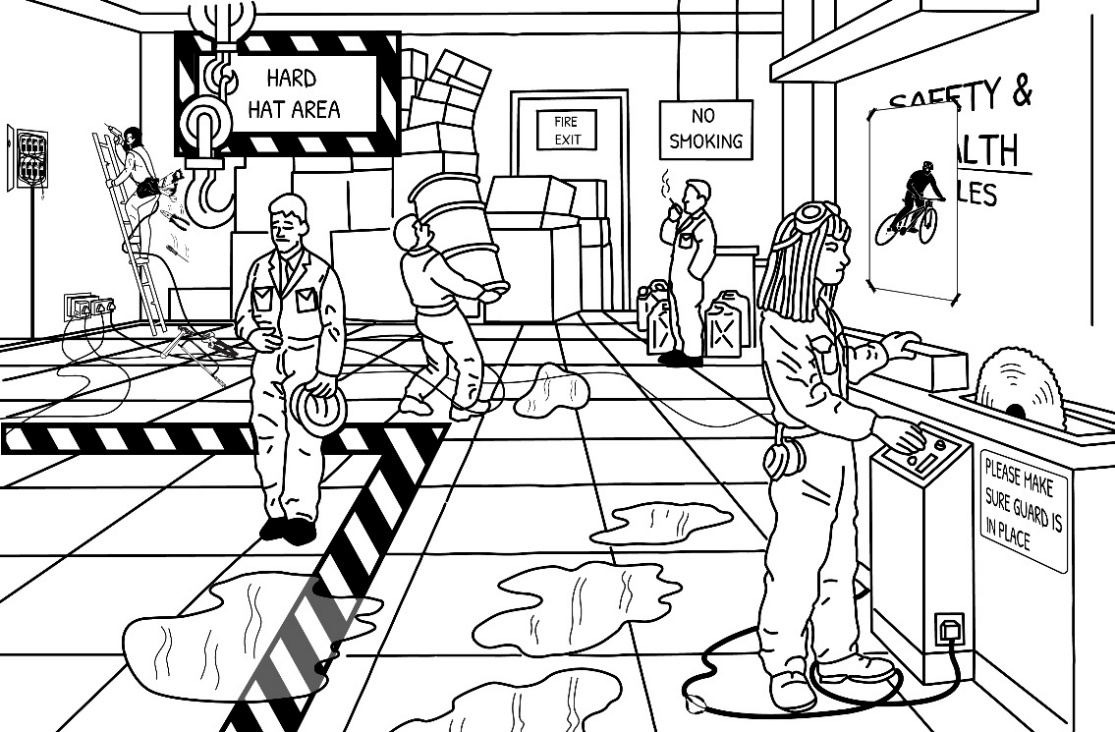 HARD
HAT AREA
FIRE
EXIT
NO
SMOKING
SAFETY &
ALTH
LES
PLEASE MAKE
SURE GUARD IS
IN PLACE